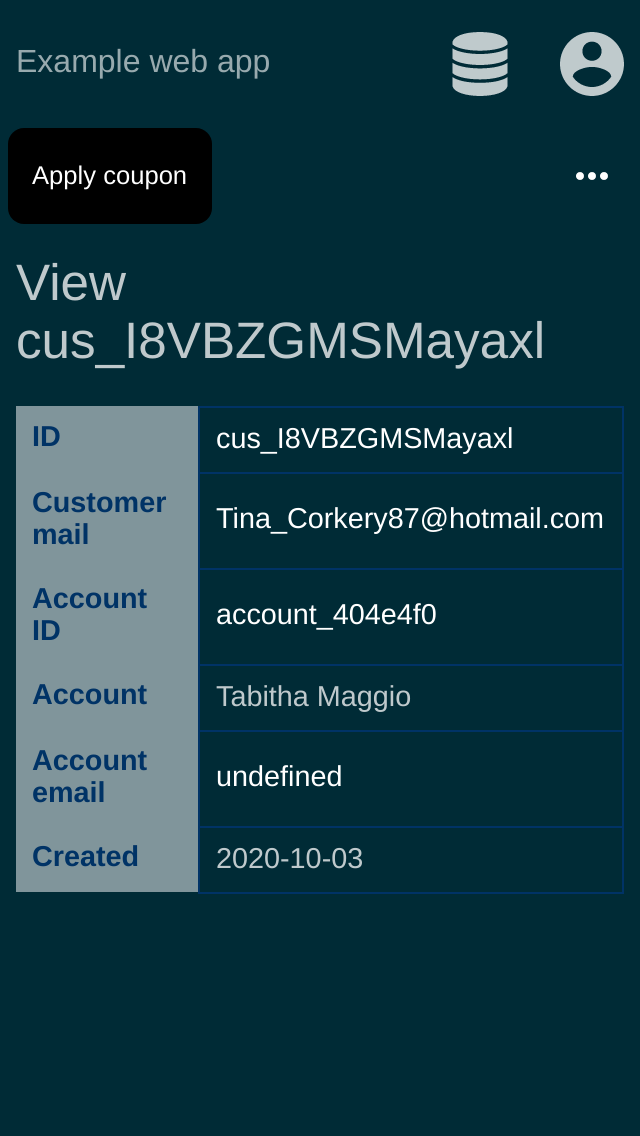 Example web app
Apply coupon
View
cus_I8VBZGMSMayaxl
ID
cus_I8VBZGMSMayaxl
Customer
mail
Tina_Corkery87@hotmail.com
Account
ID
account_404e4f0
Account
Tabitha Maggio
Account
email
undefined
Created
2020-10-03